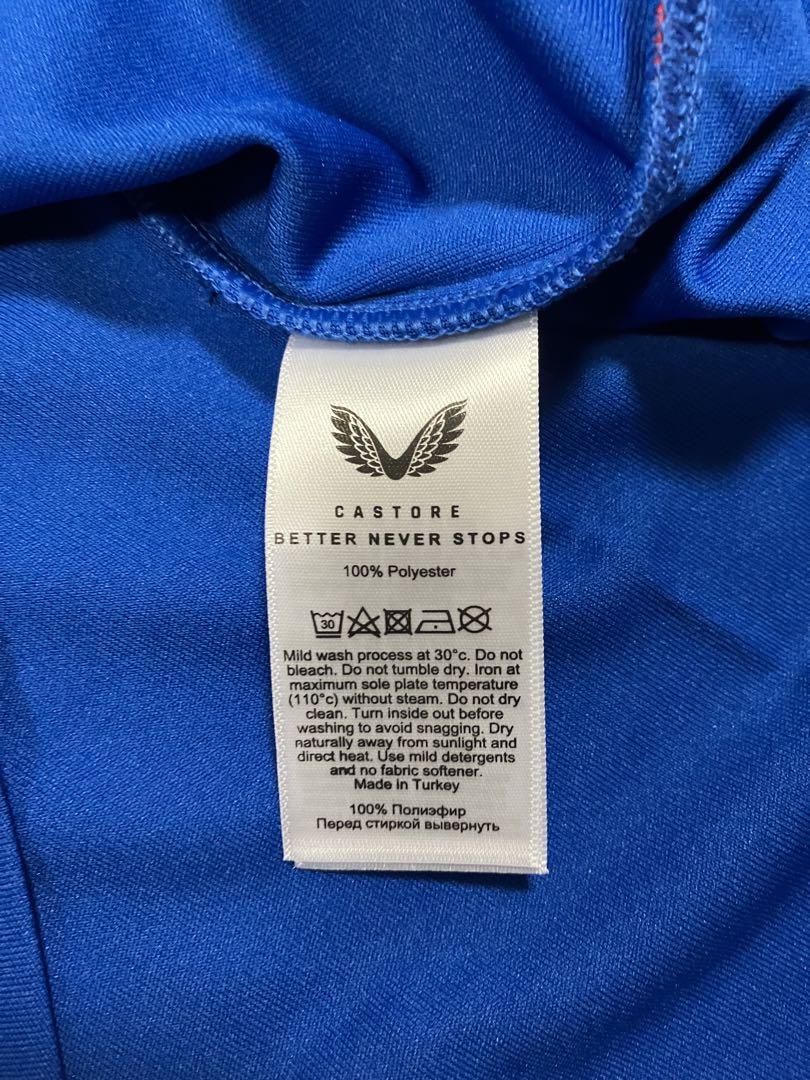 CASTORE
BETTER NEVER STOPS
100% Polyester
30
Mild wash process at 30°c. Do not
bleach. Do not tumble dry. Iron at
maximum sole plate temperature
(110°c) without steam. Do not dry
clean. Turn inside out before
washing to avoid snagging. Dry
naturally away from sunlight and
direct heat. Use mild detergents
and no fabric softener.
Made in Turkey
100% Полиэфир
Перед стиркой вывернуть